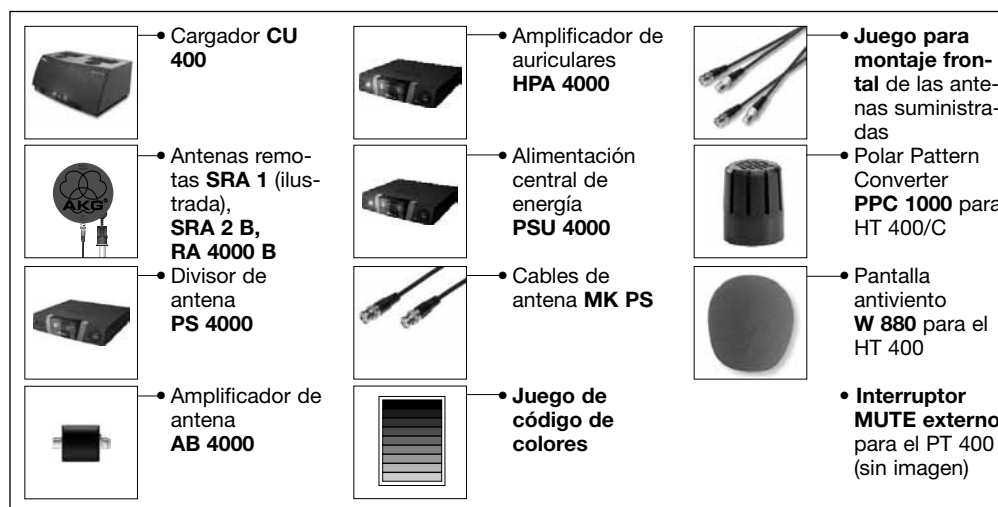 • Cargador CU
400
• Amplificador de
auriculares
HPA 4000
• Juego para
montaje fron-
tal de las ante-
nas suministra-
das
AKG®
• Antenas remo-
tas SRA 1 (ilus-
trada),
SRA 2 B,
RA 4000 B
• Alimentación
central de
energía
PSU 4000
• Polar Pattern
Converter
PPC 1000 para
HT 400/C
• Divisor de
antena
PS 4000
• Cables de
antena MK PS
• Pantalla
antiviento
W 880 para el
HT 400
• Amplificador de
antena
AB 4000
• Juego de
código de
colores
• Interruptor
MUTE externo
para el PT 400
(sin imagen)